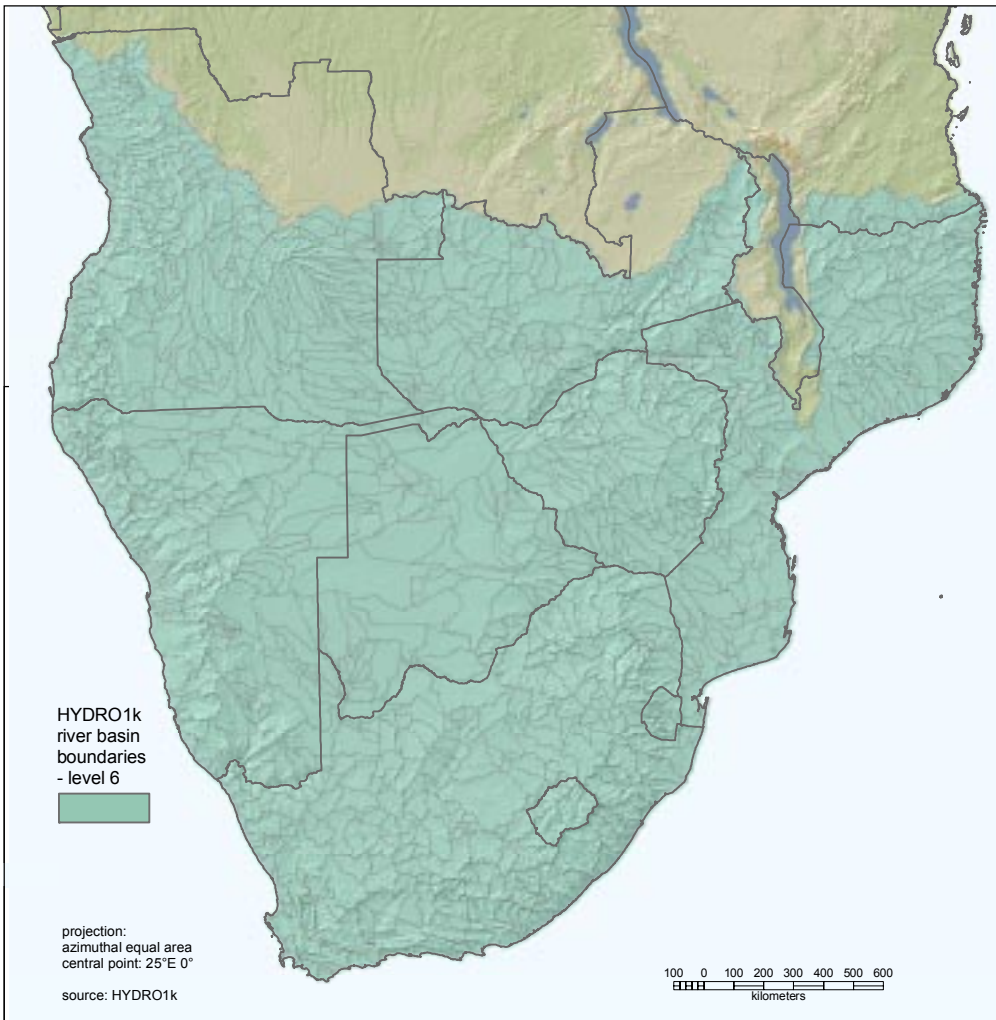 HYDRO1k
river basin
boundaries
- level 6
projection:
azimuthal equal area
central point: 25°E 0°
source: HYDRO1k
100 0 100 200 300 400 500 600
kilometers